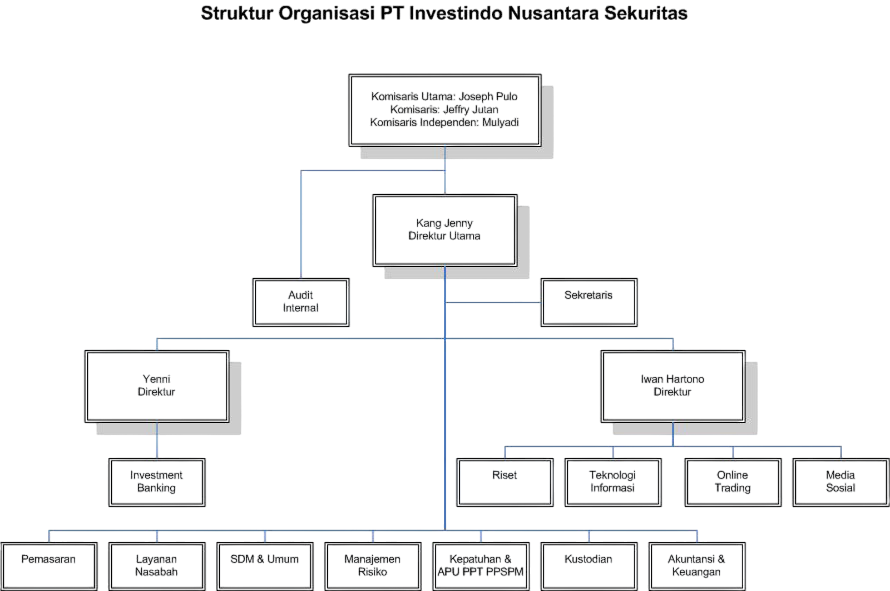 Struktur Organisasi PT Investindo Nusantara Sekuritas
Komisaris Utama: Joseph Pulo
Komisaris: Jeffry Jutan
Komisaris Independen: Mulyadi
Kang Jenny
Direktur Utama
Audit
Internal
Sekretaris
Yenni
Direktur
Iwan Hartono
Direktur
Investment
Banking
Riset
Teknologi
Informasi
Online
Trading
Media
Sosial
Pemasaran
Layanan
Nasabah
SDM & Umum
Manajemen
Risiko
Kepatuhan &
APU PPT PPSPM
Kustodian
Akuntansi &
Keuangan